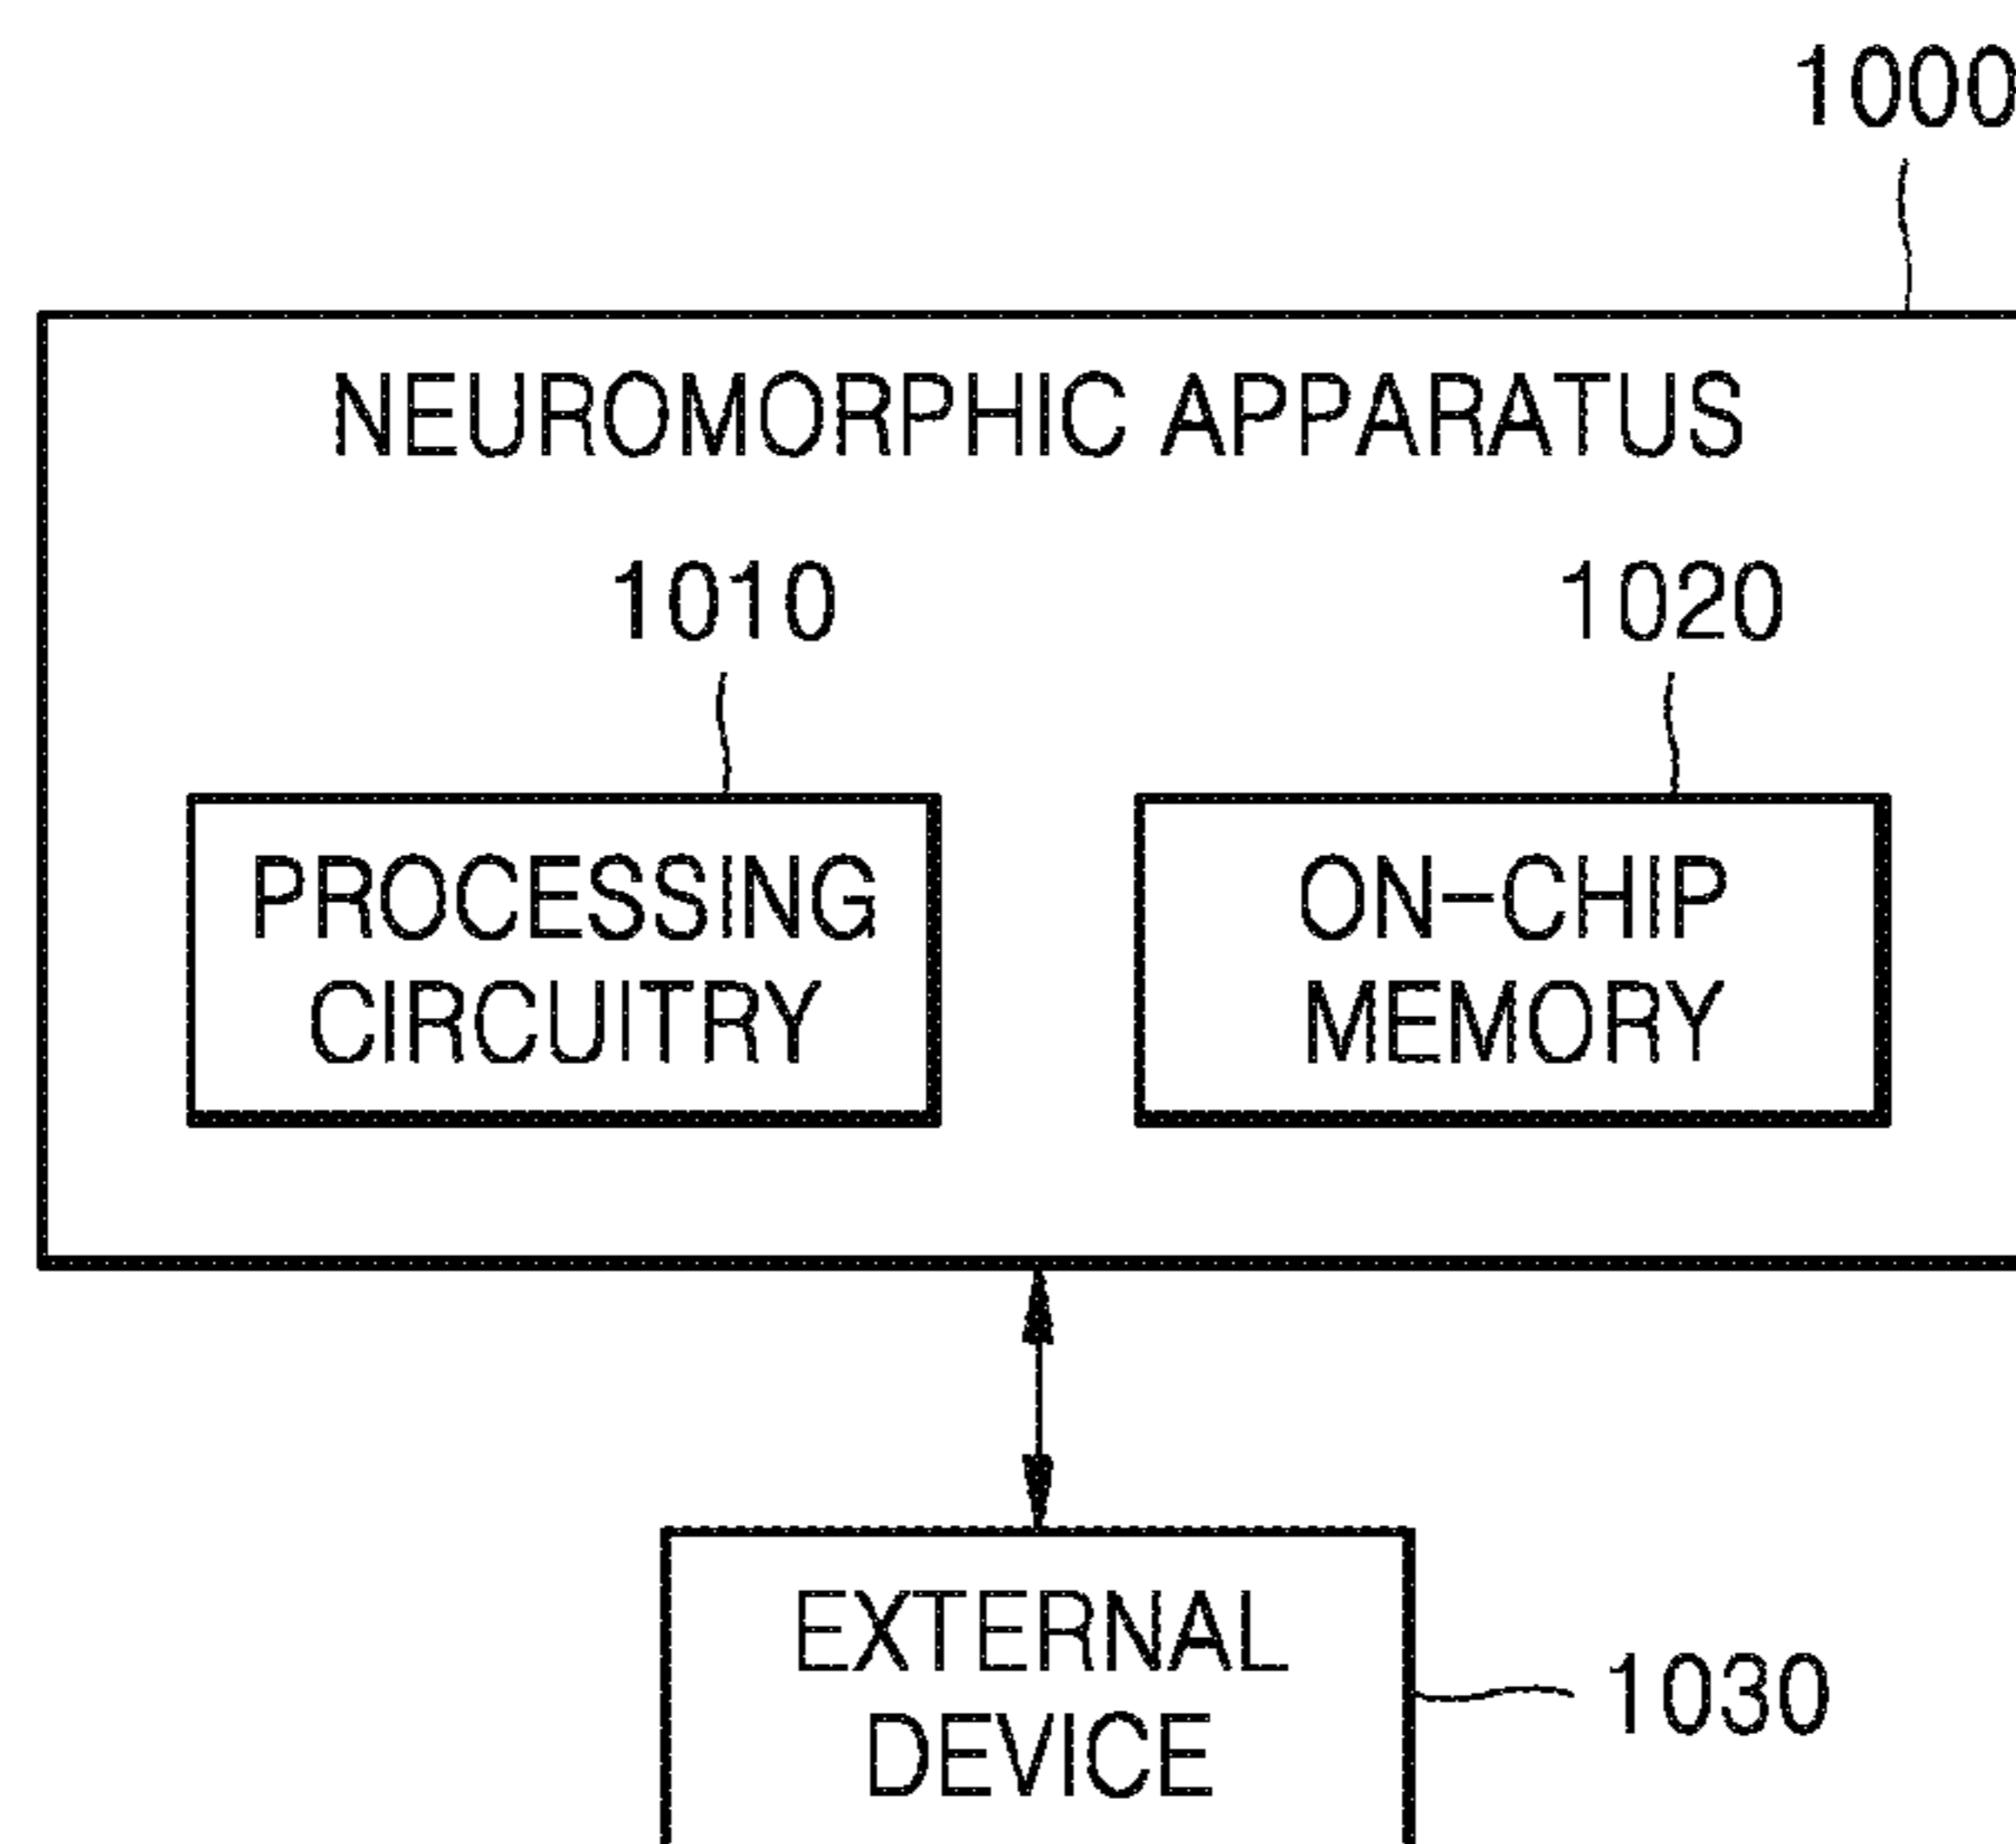 1000
NEUROMORPHIC APPARATUS
1010
1020
PROCESSING
CIRCUITRY
ON-CHIP
MEMORY
EXTERNAL
DEVICE
1030